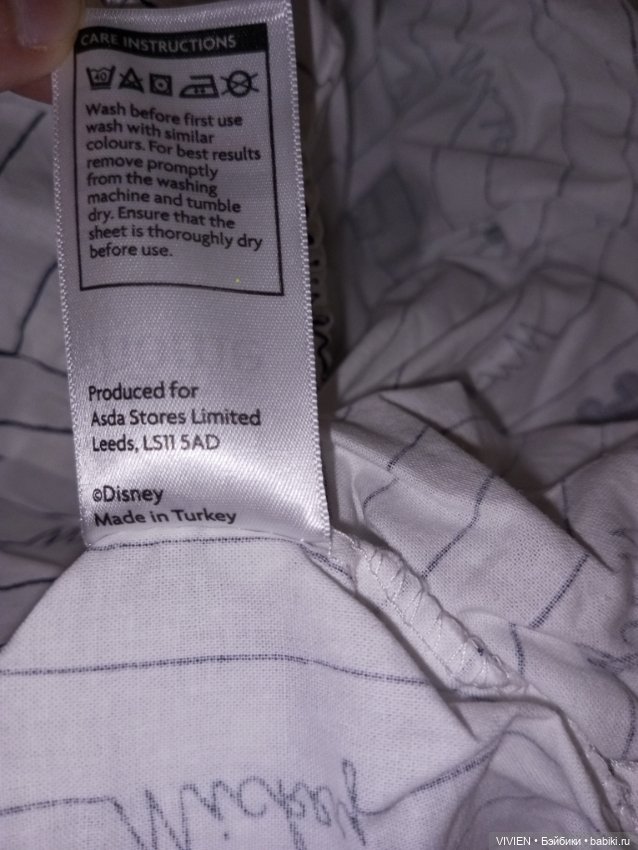 CARE INSTRUCTIONS
40
Wash before first use
wash with similar
colours. For best results
remove promptly
from the washing
machine and tumble
dry. Ensure that the
sheet is thoroughly dry
before use.
Produced for
Asda Stores Limited
Leeds, LS11 5AD
©Disney
Made in Turkey
Mickey
VIVIEN • Бэйбики • babiki.ru